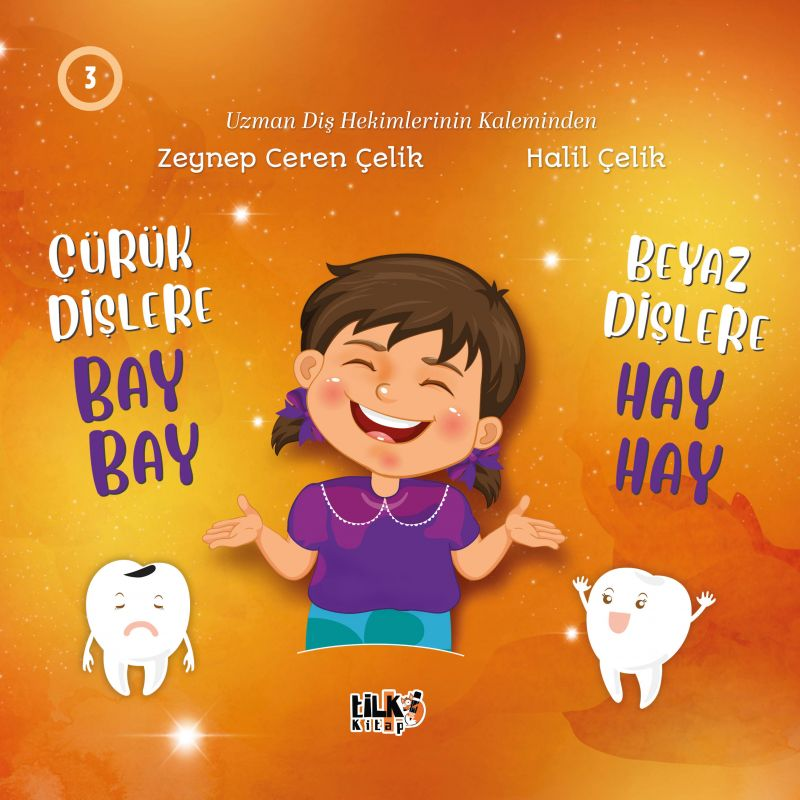 3
Uzman Diş Hekimlerinin Kaleminden
Zeynep Ceren Çelik
Halil Çelik
ÇÜRÜK
DİŞLERE
BAY
BAY
BEYAZ
DİŞLERE
HAY
HAY
tiLKi
Kitap